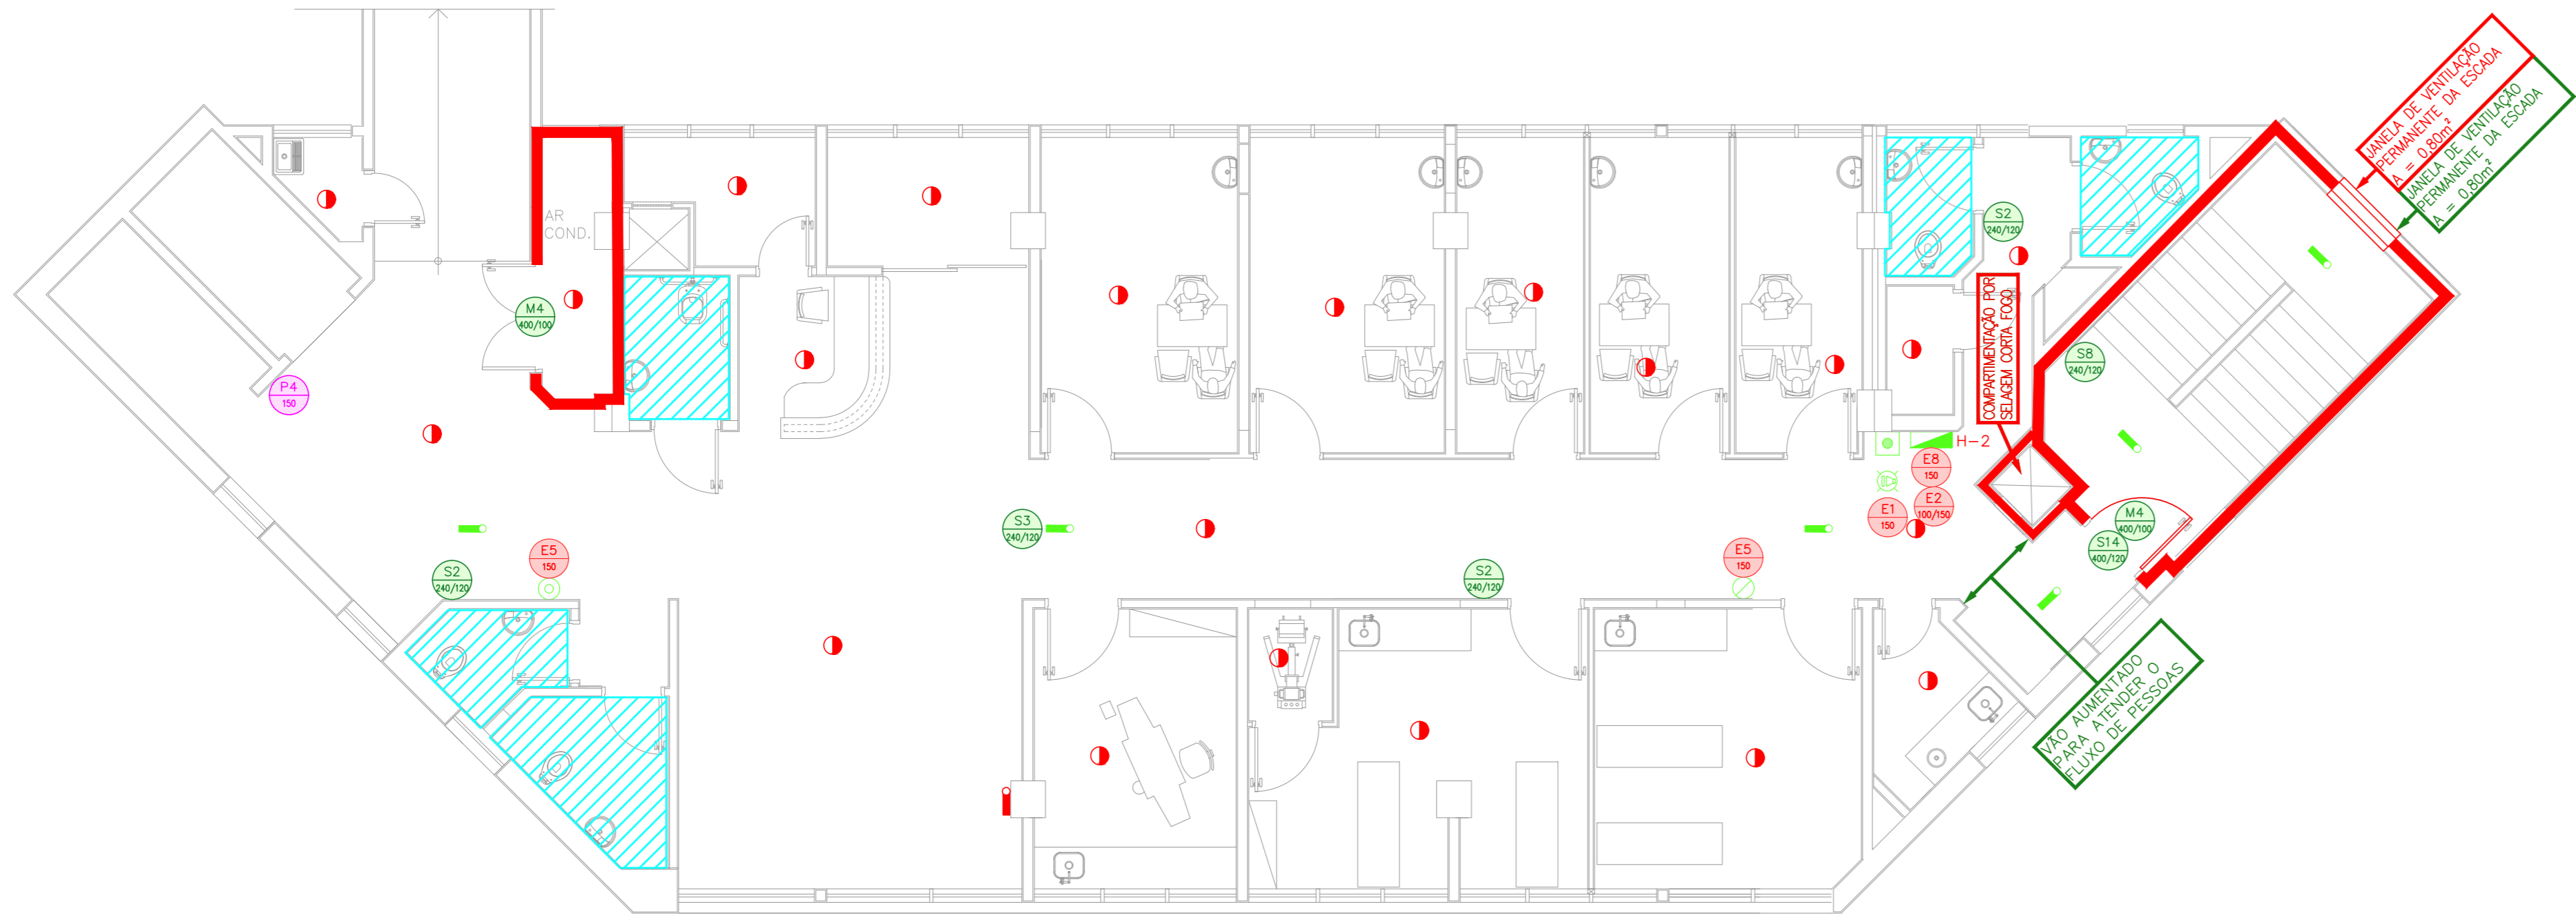 JANELA DE VENTILAÇÃO
PERMANENTE DA ESCADA
A = 0,80m²
JANELA DE VENTILAÇÃO
PERMANENTE DA ESCADA
A = 0,80m²
AR
COND.
S2
240/120
COMPARTIMENTAÇÃO POR
SELAGEM CORTA FOGO
M4
400/100
S8
240/120
P4
150
H-2
E8
150
E2
100/150
E1
150
S3
240/120
M4
400/100
S14
400/120
E5
150
E5
150
S2
240/120
S2
240/120
VÃO AUMENTADO
PARA ATENDER O
FLUXO DE PESSOAS